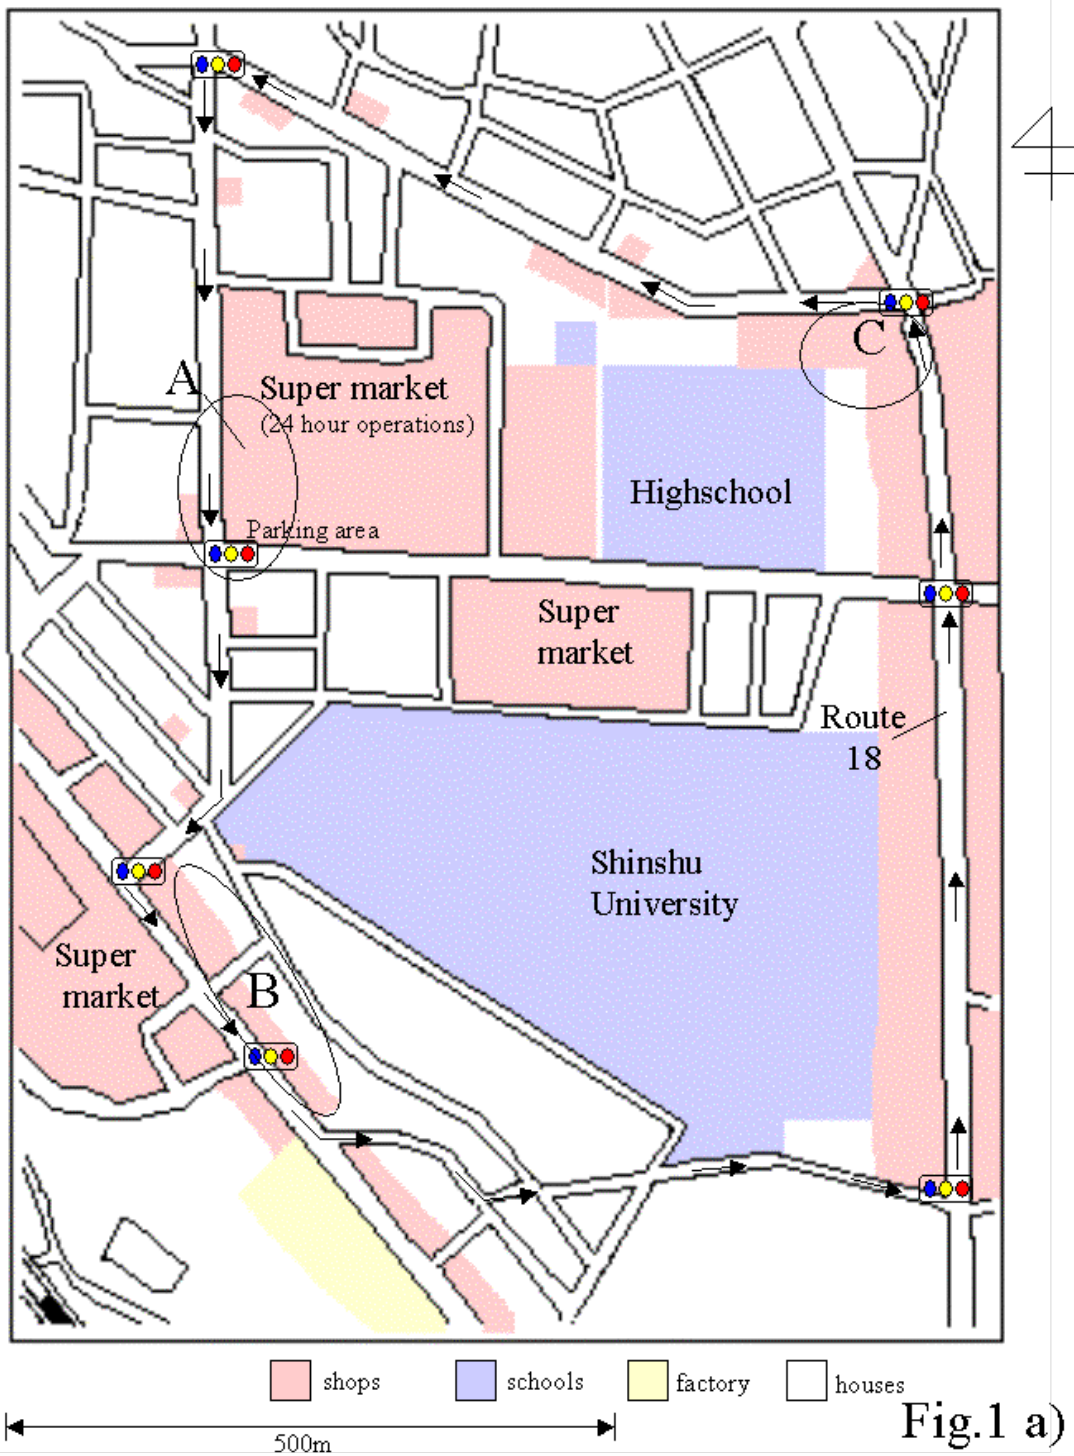 C
A
Super market
(24 hour operations)
Highschool
Parking area
Super
market
Route
18
Shinshu
University
Super
market
B
shops
schools
factory
houses
500m
Fig.1 a)